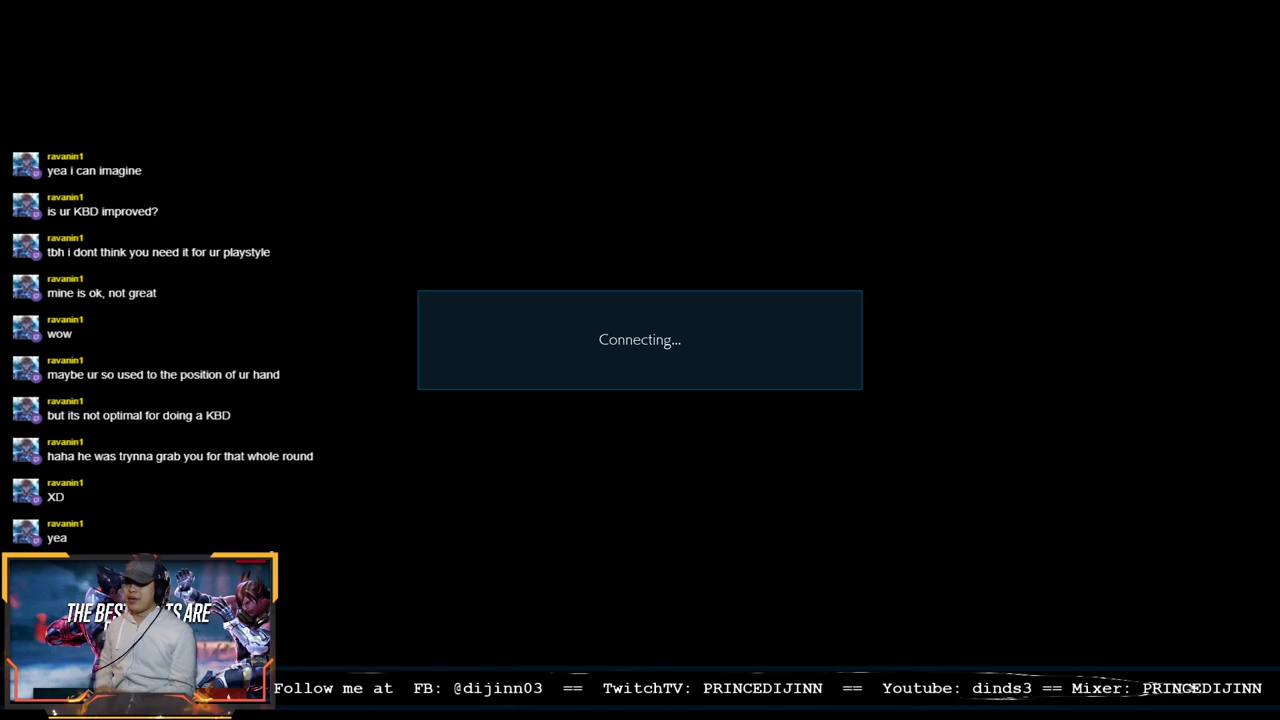 ravanin1
yea i can imagine
ravanin1
is ur KBD improved?
ravanin1
tbh i dont think you need it for ur playstyle
ravanin1
mine is ok, not great
ravanin1
wow
ravanin1
maybe ur so used to the position of ur hand
ravanin1
but its not optimal for doing a KBD
ravanin1
haha he was trynna grab you for that whole round
ravanin1
XD
ravanin1
yea
Connecting...
THE BES
TS ARE
Follow me at FB: @dijinn03 == TwitchTV: PRINCEDIJINN == Youtube: dinds3 == Mixer: PRINCEDIJINN